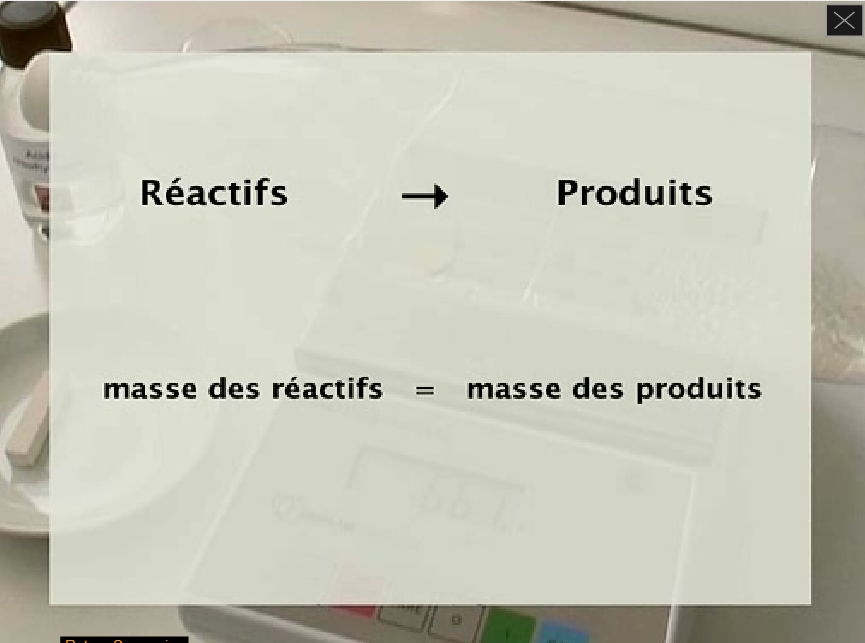 Réactifs → Produits
masse des réactifs = masse des produits